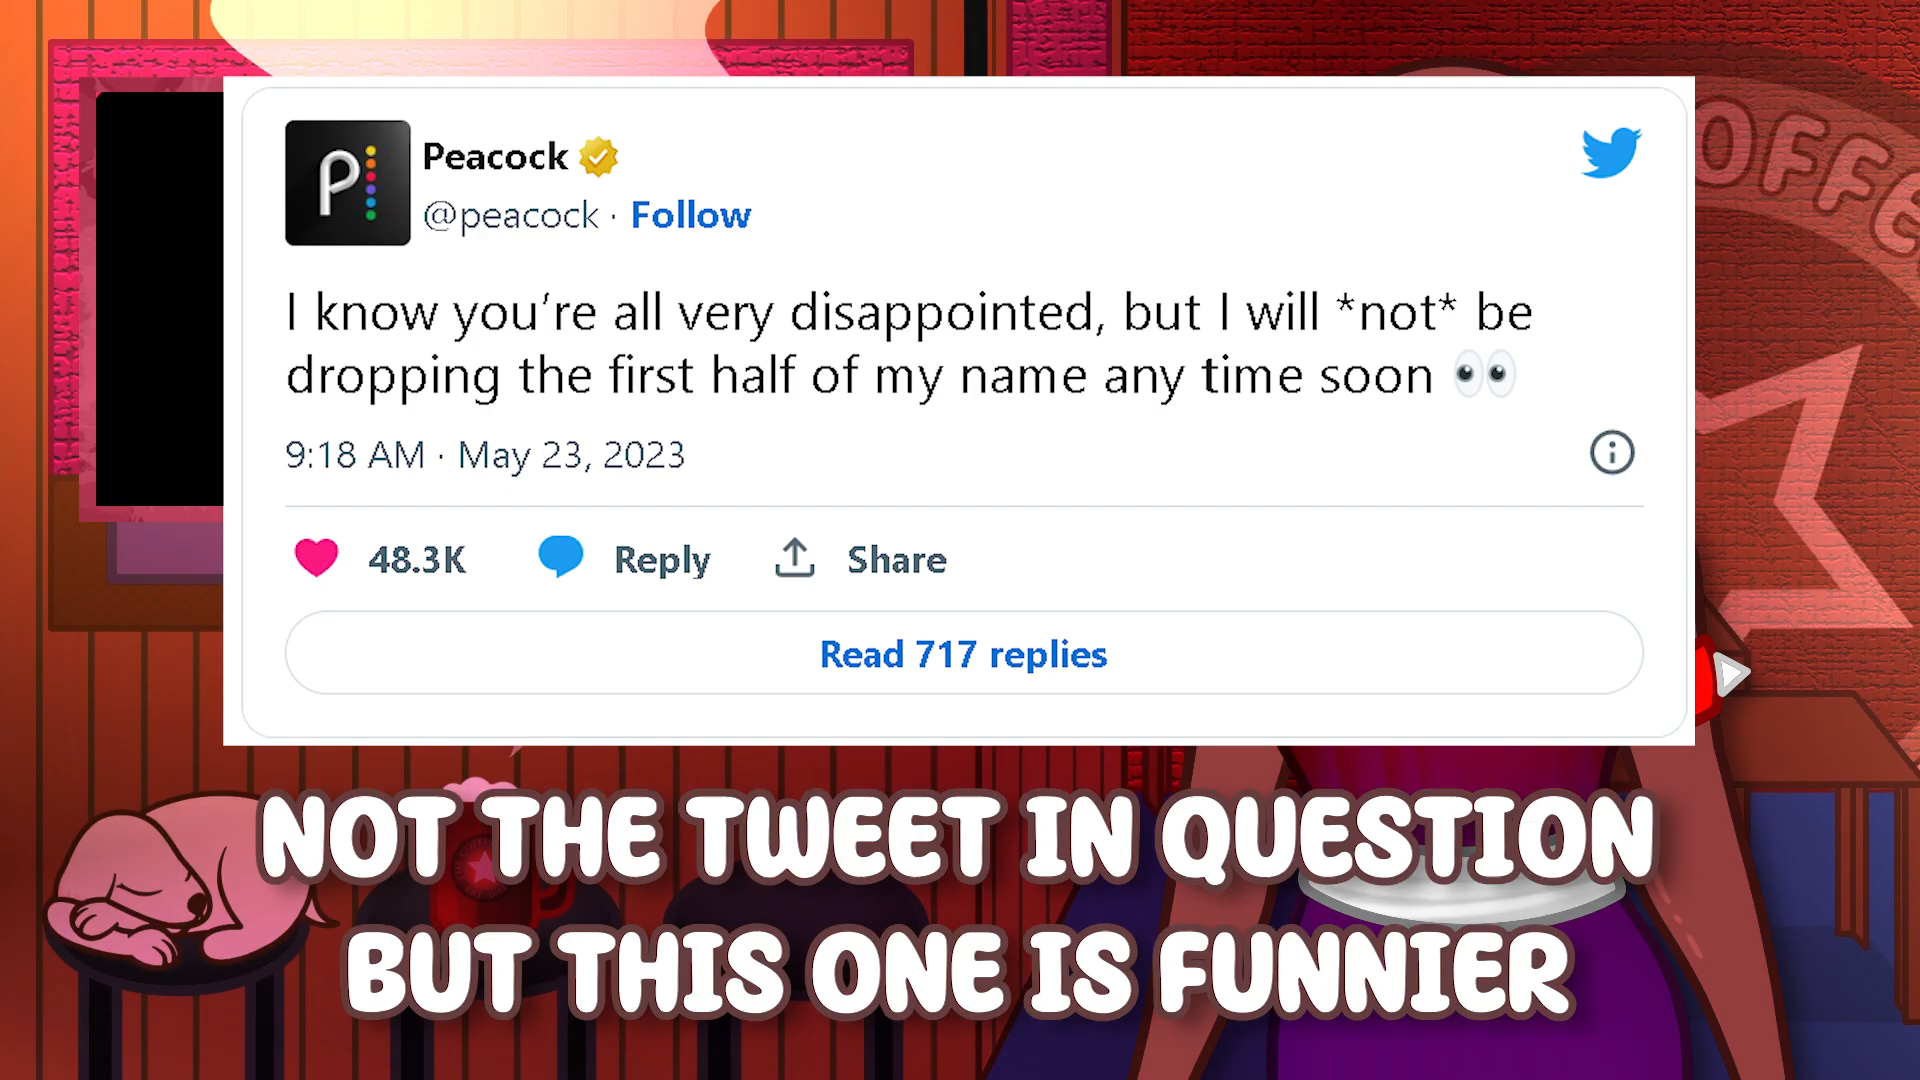 OFFE
P
Peacock
@peacock · Follow
I know you're all very disappointed, but I will *not* be
dropping the first half of my name any time soon 👀
9:18 AM · May 23, 2023
48.3K Reply Share
Read 717 replies
NOT THE TWEET IN QUESTION
BUT THIS ONE IS FUNNIER